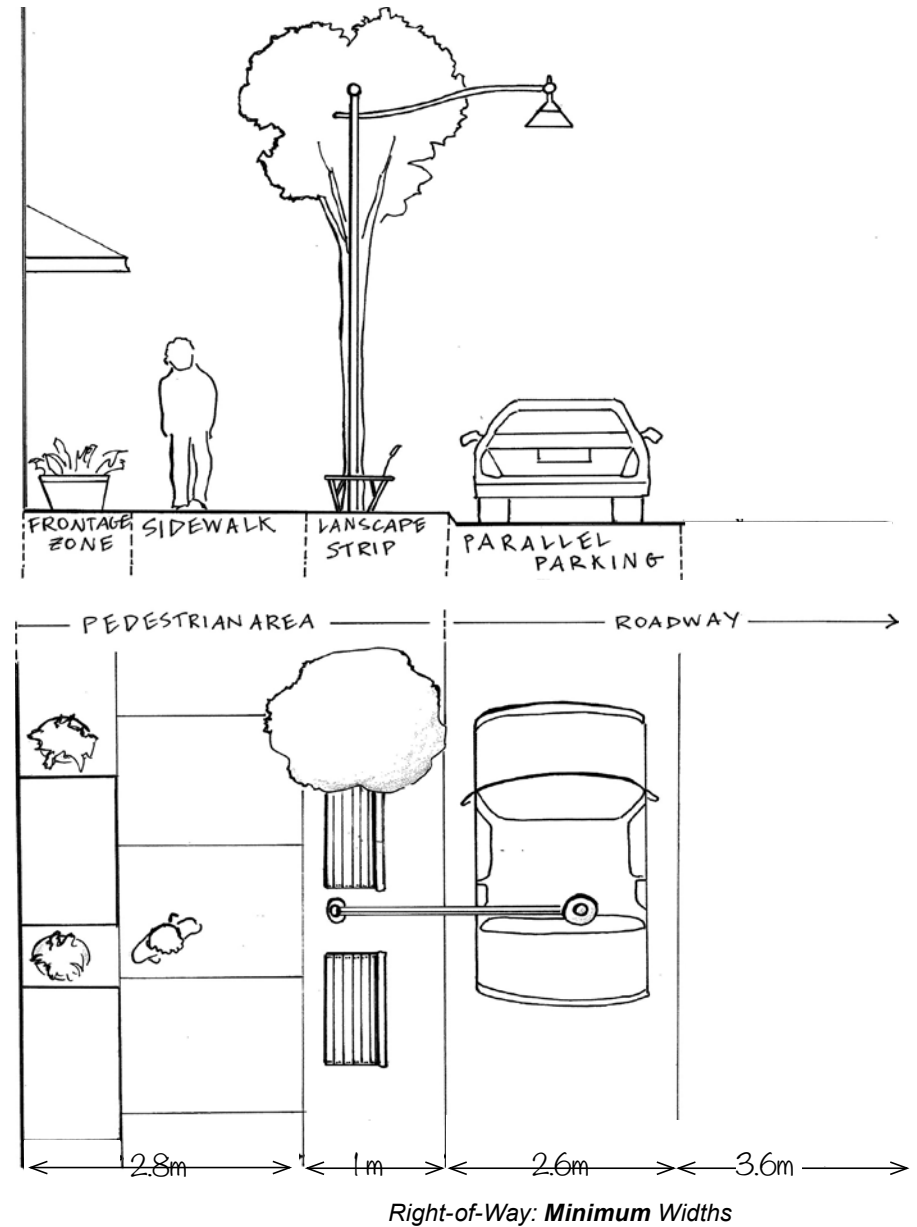 FRONTAGE ZONE
SIDEWALK
LANSCAPE STRIP
PARALLEL PARKING
PEDESTRIAN AREA
ROADWAY
2.8m
1m
2.6m
3.6m
Right-of-Way: Minimum Widths